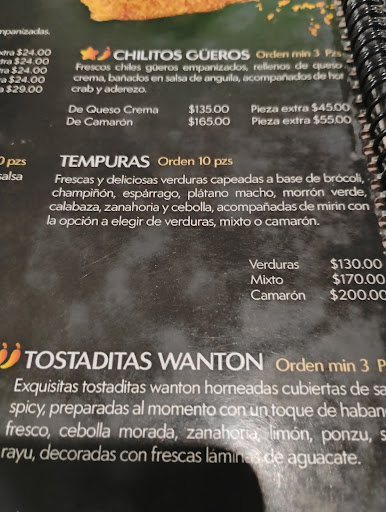 mpanizadas.
xtra $24.00
tra $24.00
a $24.00
a $29.00
CHILITOS GÜEROS Orden min 3 Pzs
Frescos chiles güeros empanizados, rellenos de queso
crema, bañados en salsa de anguila, acompañados de hot
crab y aderezo.
De Queso Crema $135.00 Pieza extra $45.00
De Camarón $165.00 Pieza extra $55.00
0 pzs
salsa
TEMPURAS Orden 10 pzs
Frescas y deliciosas verduras capeadas a base de brócoli,
champiñón, espárrago, plátano macho, morrón verde,
calabaza, zanahoria y cebolla, acompañadas de mirin con
la opción a elegir de verduras, mixto o camarón.
Verduras $130.00
Mixto $170.00
Camarón $200.00
TOSTADITAS WANTON Orden min 3 P
Exquisitas tostaditas wanton horneadas cubiertas de sa
spicy, preparadas al momento con un toque de haban
fresco, cebolla morada, zanahoria, limón, ponzu, s
rayu, decoradas con frescas láminas de aguacate.